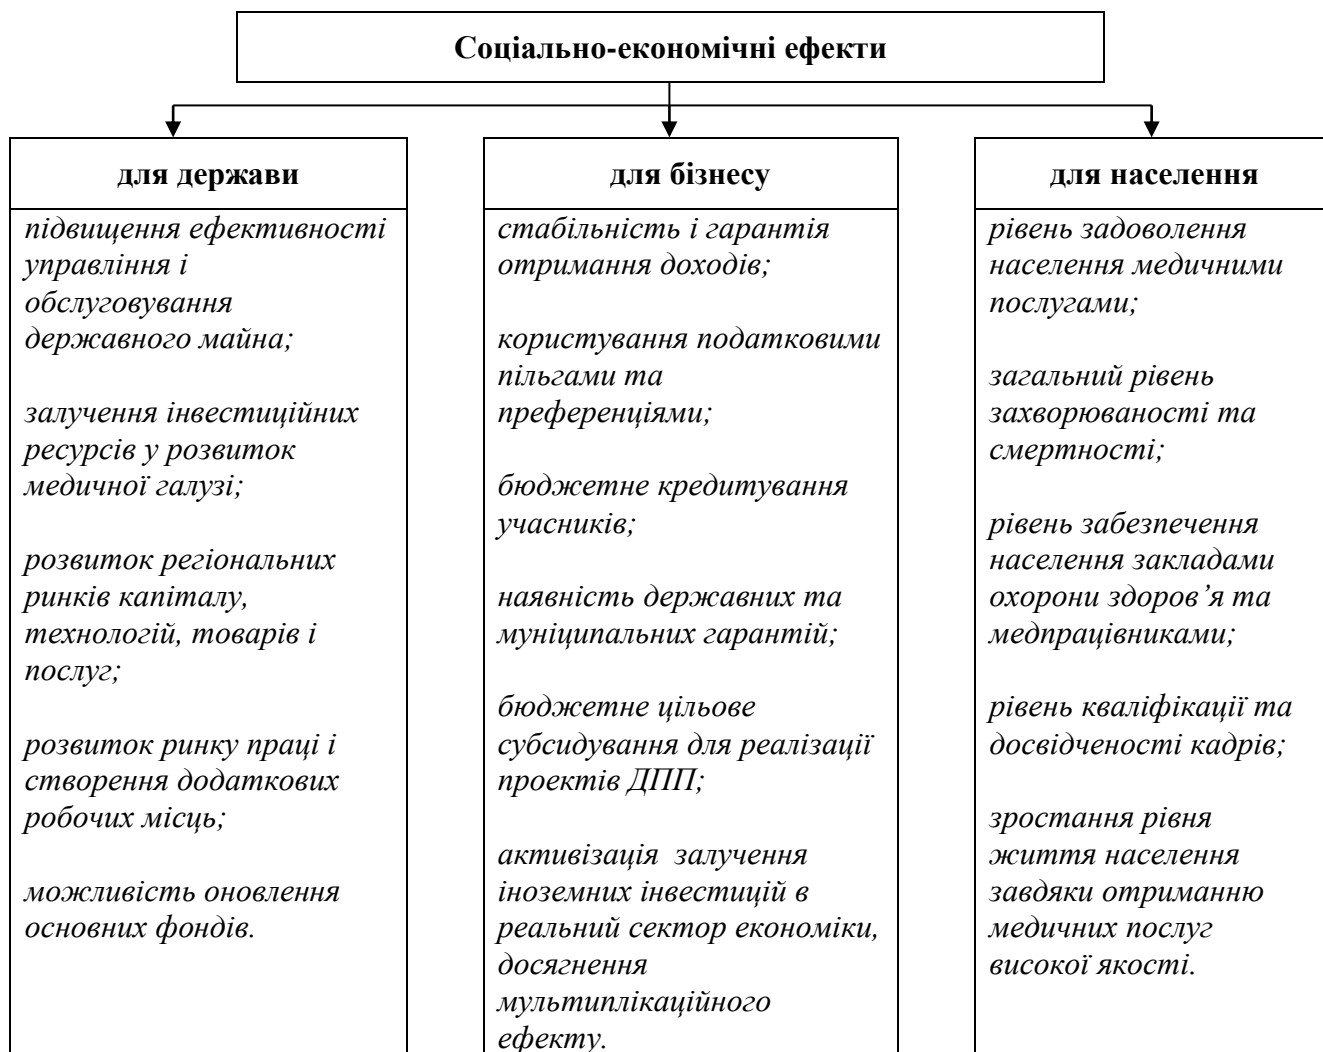 Соціально-економічні ефекти
для держави
підвищення ефективності
управління і
обслуговування
державного майна;
залучення інвестиційних
ресурсів у розвиток
медичної галузі;
розвиток регіональних
ринків капіталу,
технологій, товарів і
послуг;
розвиток ринку праці і
створення додаткових
робочих місць;
можливість оновлення
основних фондів.
для бізнесу
стабільність і гарантія
отримання доходів;
користування податковими
пільгами та
преференціями;
бюджетне кредитування
учасників;
наявність державних та
муніципальних гарантій;
бюджетне цільове
субсидування для реалізації
проектів ДПП;
активізація залучення
іноземних інвестицій в
реальний сектор економіки,
досягнення
мультиплікаційного
ефекту.
для населення
рівень задоволення
населення медичними
послугами;
загальний рівень
захворюваності та
смертності;
рівень забезпечення
населення закладами
охорони здоров’я та
медпрацівниками;
рівень кваліфікації та
досвідченості кадрів;
зростання рівня
життя населення
завдяки отриманню
медичних послуг
високої якості.